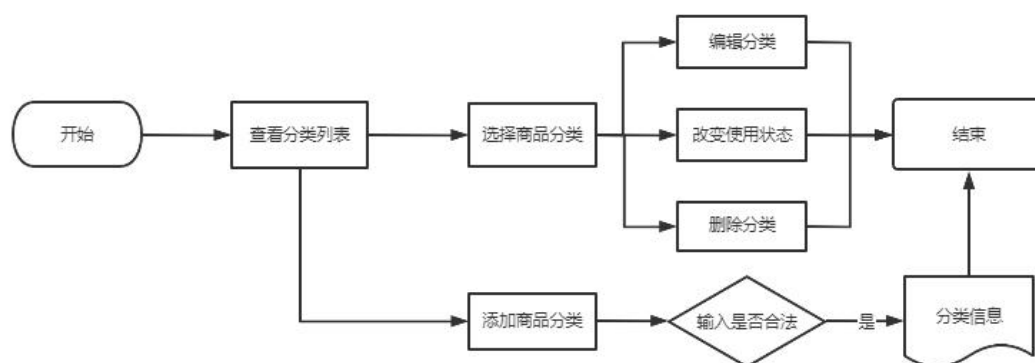 编辑分类
开始
查看分类列表
选择商品分类
改变使用状态
结束
删除分类
添加商品分类
输入是否合法
是
分类信息